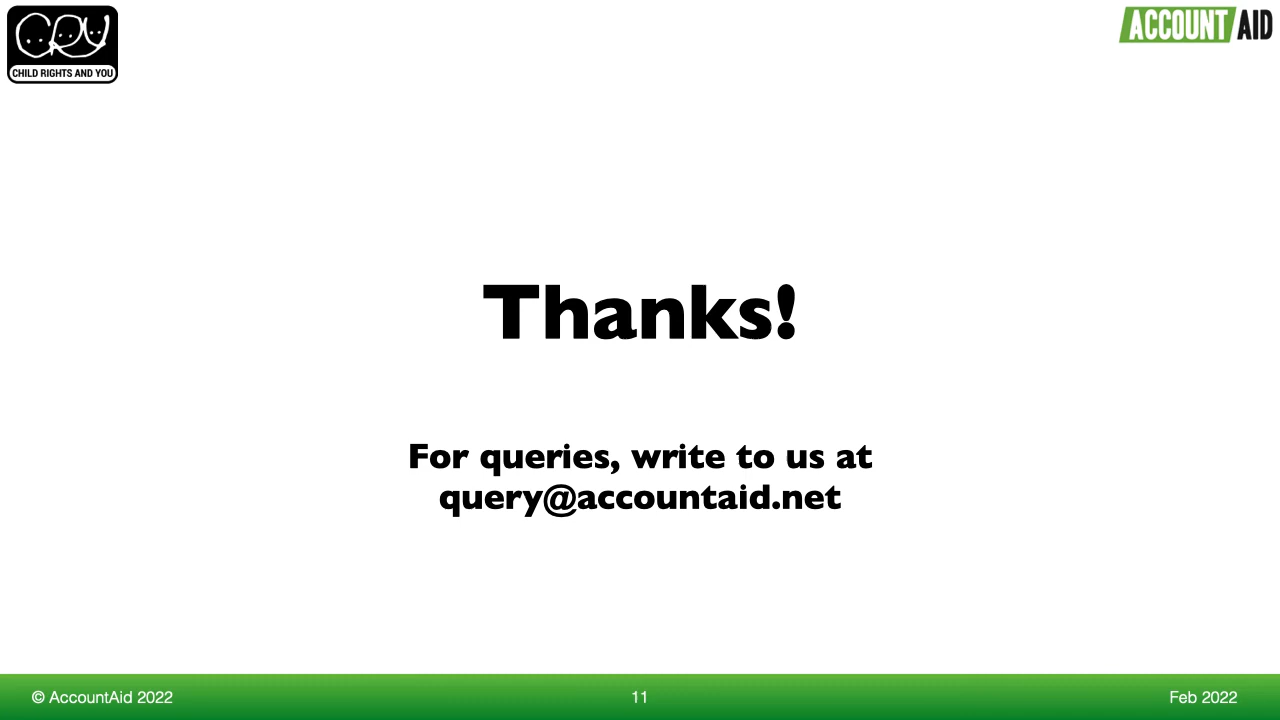 CRY
CHILD RIGHTS AND YOU
ACCOUNT AID
Thanks!
For queries, write to us at
query@accountaid.net
© AccountAid 2022
11
Feb 2022